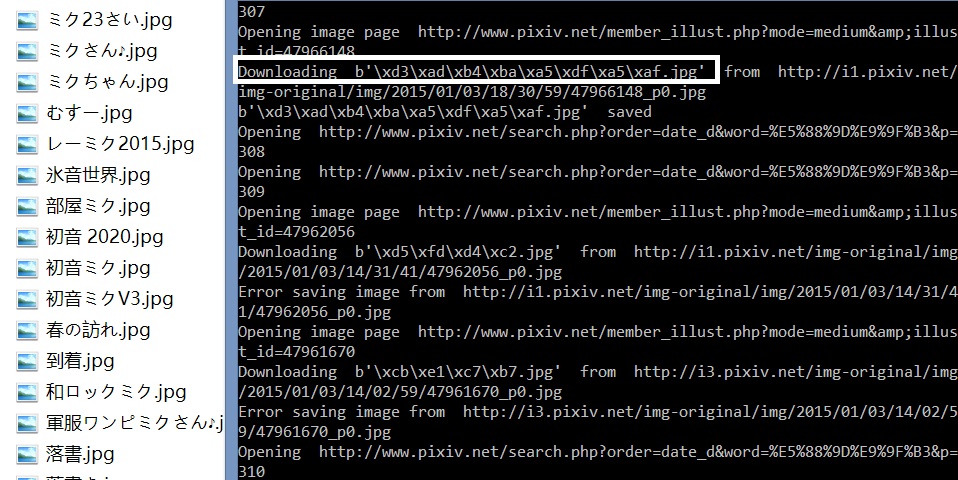 ミク23さい.jpg
ミクさん♪.jpg
ミクちゃん.jpg
むすー.jpg
レーミク2015.jpg
氷音世界.jpg
部屋ミク.jpg
初音 2020.jpg
初音ミク.jpg
初音ミクV3.jpg
春の訪れ.jpg
到着.jpg
和ロックミク.jpg
軍服ワンピミクさん♪.j
落書.jpg
307
Opening image page  http://www.pixiv.net/member_illust.php?mode=medium&amp;illus
t_id=47966148
Downloading  b'\xd3\xad\xb4\xba\xa5\xdf\xa5\xaf.jpg'  from  http://i1.pixiv.net/
img-original/img/2015/01/03/18/30/59/47966148_p0.jpg
b'\xd3\xad\xb4\xba\xa5\xdf\xa5\xaf.jpg'  saved
Opening  http://www.pixiv.net/search.php?order=date_d&word=%E5%88%9D%E9%9F%B3&p=
308
Opening  http://www.pixiv.net/search.php?order=date_d&word=%E5%88%9D%E9%9F%B3&p=
309
Opening image page  http://www.pixiv.net/member_illust.php?mode=medium&amp;illus
t_id=47962056
Downloading  b'\xd5\xfd\xd4\xc2.jpg'  from  http://i1.pixiv.net/img-original/img
/2015/01/03/14/31/41/47962056_p0.jpg
Error saving image from  http://i1.pixiv.net/img-original/img/2015/01/03/14/31/4
1/47962056_p0.jpg
Opening image page  http://www.pixiv.net/member_illust.php?mode=medium&amp;illus
t_id=47961670
Downloading  b'\xcb\xe1\xc7\xb7.jpg'  from  http://i3.pixiv.net/img-original/img
/2015/01/03/14/02/59/47961670_p0.jpg
Error saving image from  http://i3.pixiv.net/img-original/img/2015/01/03/14/02/5
9/47961670_p0.jpg
Opening  http://www.pixiv.net/search.php?order=date_d&word=%E5%88%9D%E9%9F%B3&p=
310